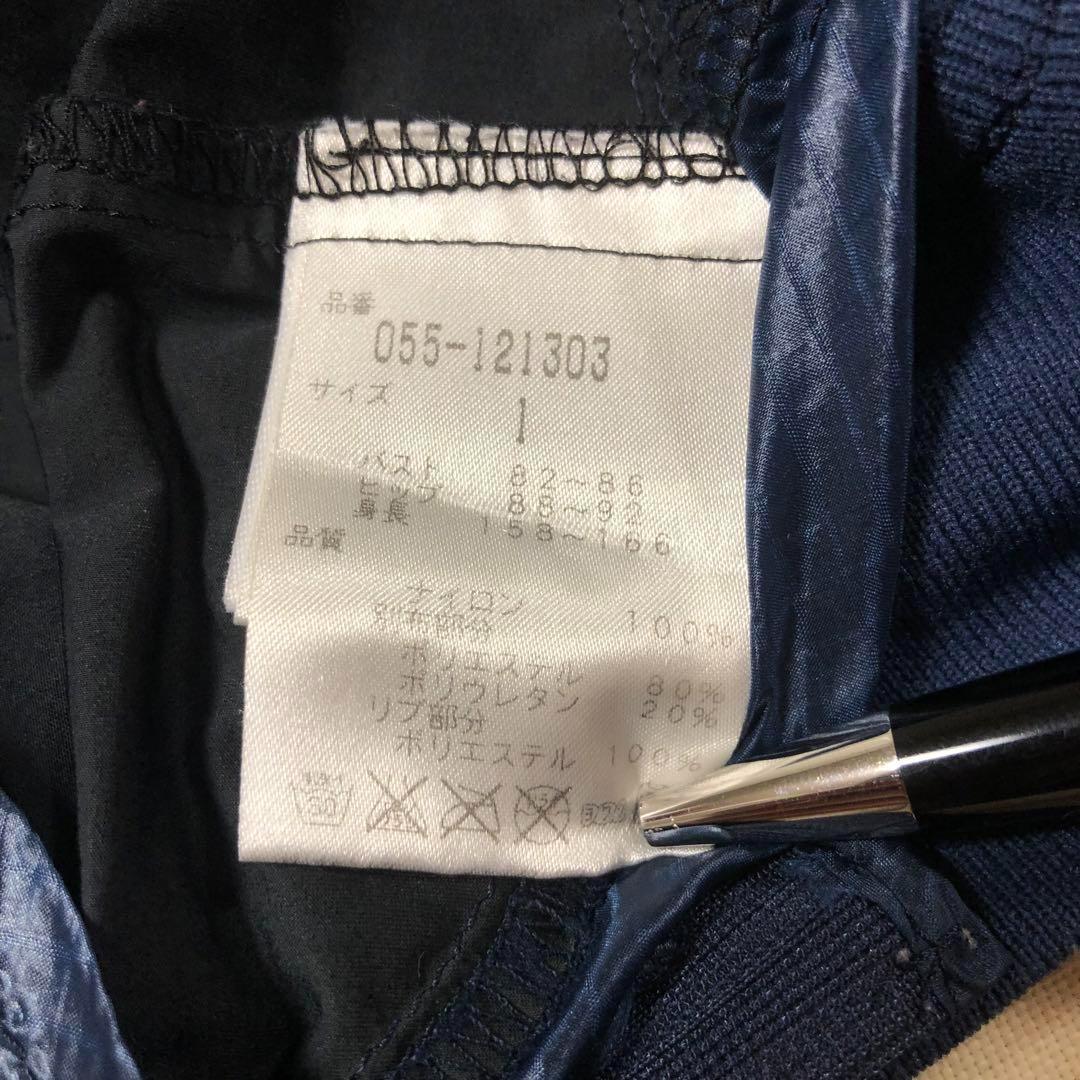 品番
055-121303
サイズ
1
バスト 82~86
ヒップ 88~92
身長 158~166
品質
ナイロン 100%
別布部分
ポリエステル 80%
ポリウレタン 20%
リブ部分
ポリエステル 100%